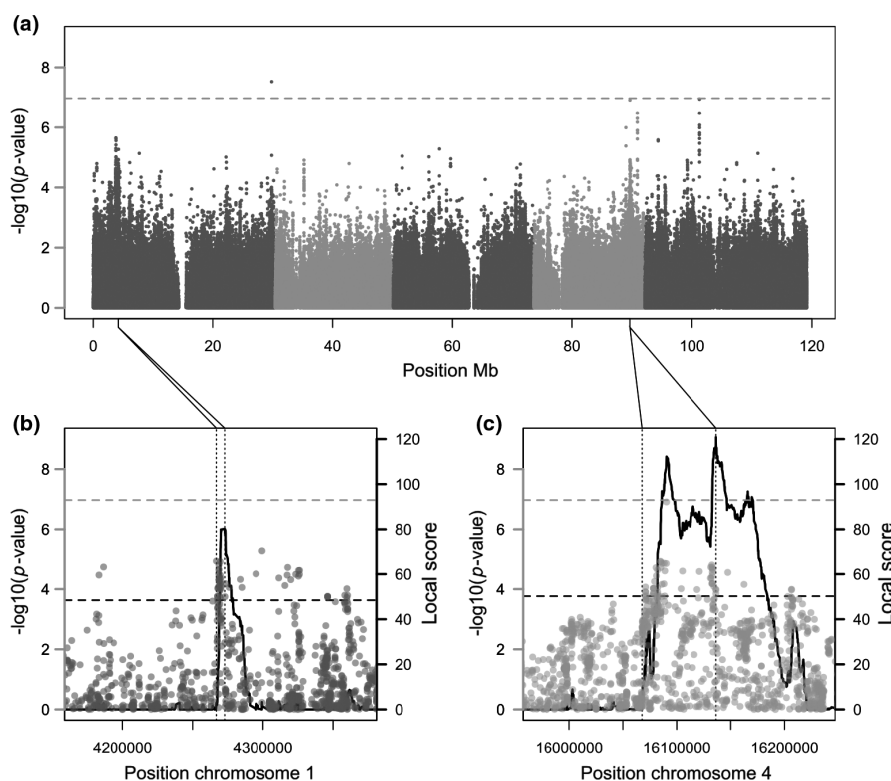 (a)
8
6
4
2
0
-log10(p-value)
0 20 40 60 80 100 120
Position Mb
(b)
8
6
4
2
0
-log10(p-value)
120
100
80
60
40
20
0
Local score
42000000 43000000
Position chromosome 1
(c)
8
6
4
2
0
-log10(p-value)
120
100
80
60
40
20
0
Local score
16000000 16100000 16200000
Position chromosome 4